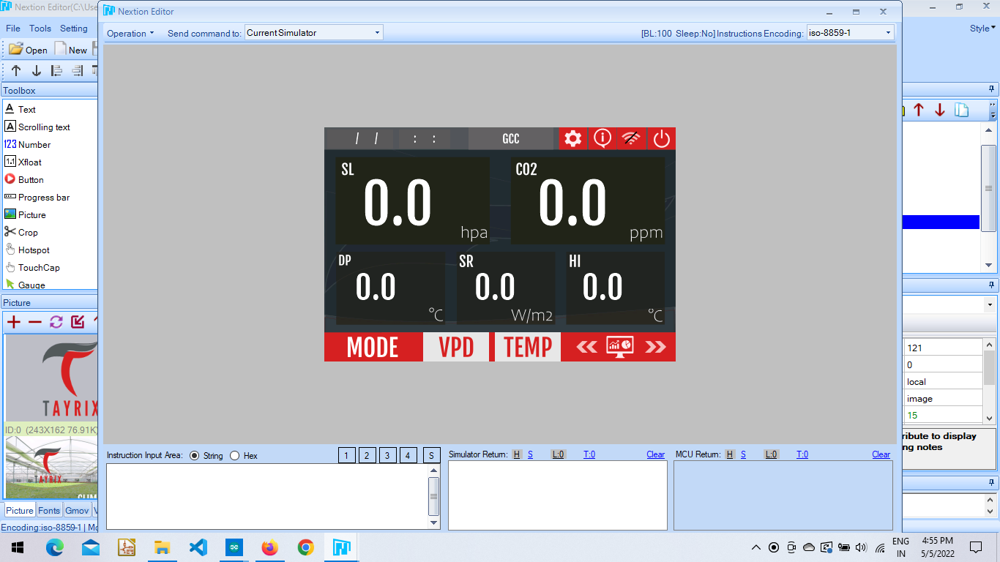 Nextion Editor(C:\Use
Nextion Editor
File Tools Setting
Style
Operation
Send command to:
CurrentSimulator
[BL:100 Sleep:No]
Instructions Encoding:
iso-8859-1
Open
New
Toolbox
Text
Scrolling text
Number
Xfloat
Button
Progress bar
Picture
Crop
Hotspot
TouchCap
Gauge
/ /
: :
GCC
SL
0.0
hpa
CO2
0.0
ppm
DP
0.0
°C
SR
0.0
W/m2
HI
0.0
°C
MODE
VPD
TEMP
<<
>>
Picture
TAYRIX
ID:0 (243X162 76.91K)
TAYRIX
Picture
Fonts
Gmov
V
Encoding:iso-8859-1 | Mo
121
0
local
image
15
ribute to display
ng notes
Instruction Input Area:
String
Hex
1
2
3
4
S
Simulator Return:
H
S
L:0
T:0
Clear
MCU Return:
H
S
L:0
T:0
Clear
ENG
IN
4:55 PM
5/5/2022